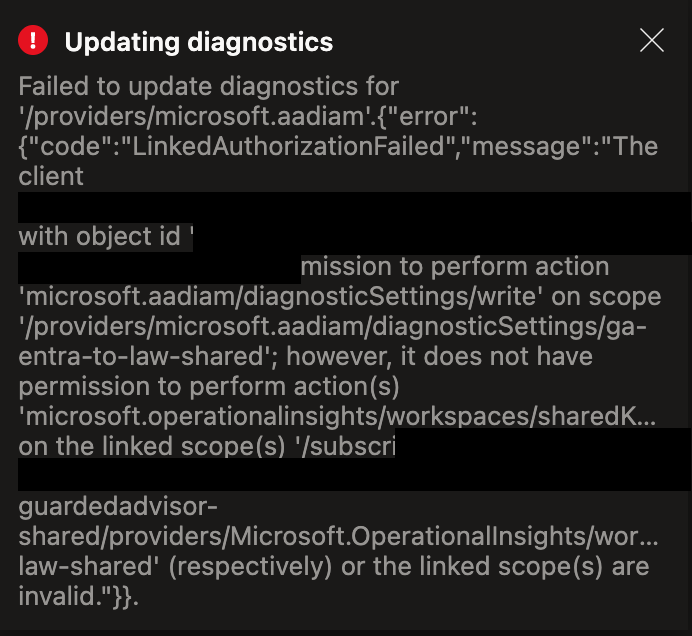 Updating diagnostics
Failed to update diagnostics for
'/providers/microsoft.aadiam'.{"error":
{"code":"LinkedAuthorizationFailed","message":"The
client
with object id '
mission to perform action
'microsoft.aadiam/diagnosticSettings/write' on scope
'/providers/microsoft.aadiam/diagnosticSettings/ga-
entra-to-law-shared'; however, it does not have
permission to perform action(s)
'microsoft.operationalinsights/workspaces/sharedK...
on the linked scope(s) '/subscri
guardedadvisor-
shared/providers/Microsoft.OperationalInsights/wor...
law-shared' (respectively) or the linked scope(s) are
invalid."}}.